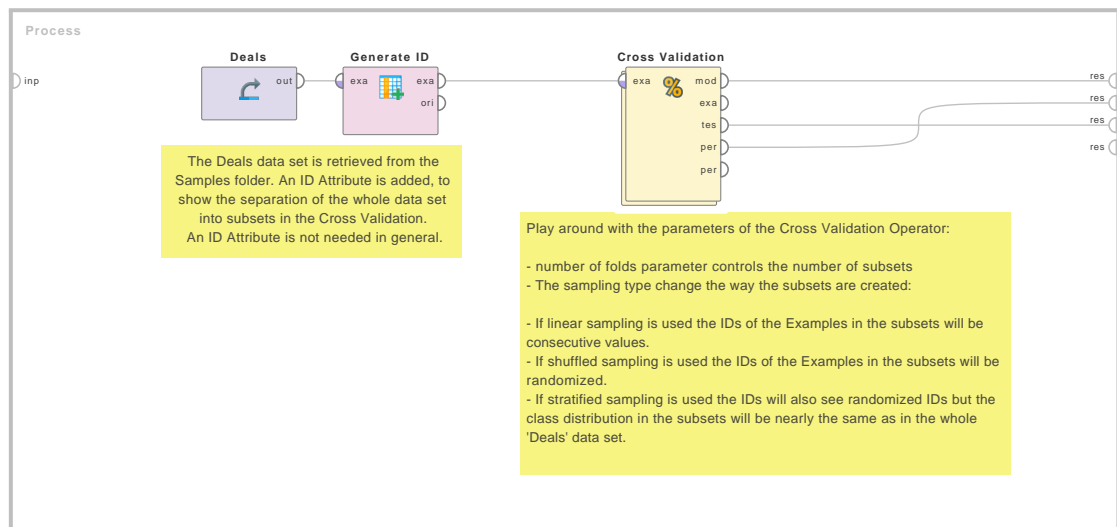 Process
Deals
Generate ID
Cross Validation
inp
out
exa
exa
ori
exa
mod
exa
tes
per
per
res
res
res
res
The Deals data set is retrieved from the
Samples folder. An ID Attribute is added, to
show the separation of the whole data set
into subsets in the Cross Validation.
An ID Attribute is not needed in general.
Play around with the parameters of the Cross Validation Operator:
- number of folds parameter controls the number of subsets
- The sampling type change the way the subsets are created:
- If linear sampling is used the IDs of the Examples in the subsets will be
consecutive values.
- If shuffled sampling is used the IDs of the Examples in the subsets will be
randomized.
- If stratified sampling is used the IDs will also see randomized IDs but the
class distribution in the subsets will be nearly the same as in the whole
'Deals' data set.